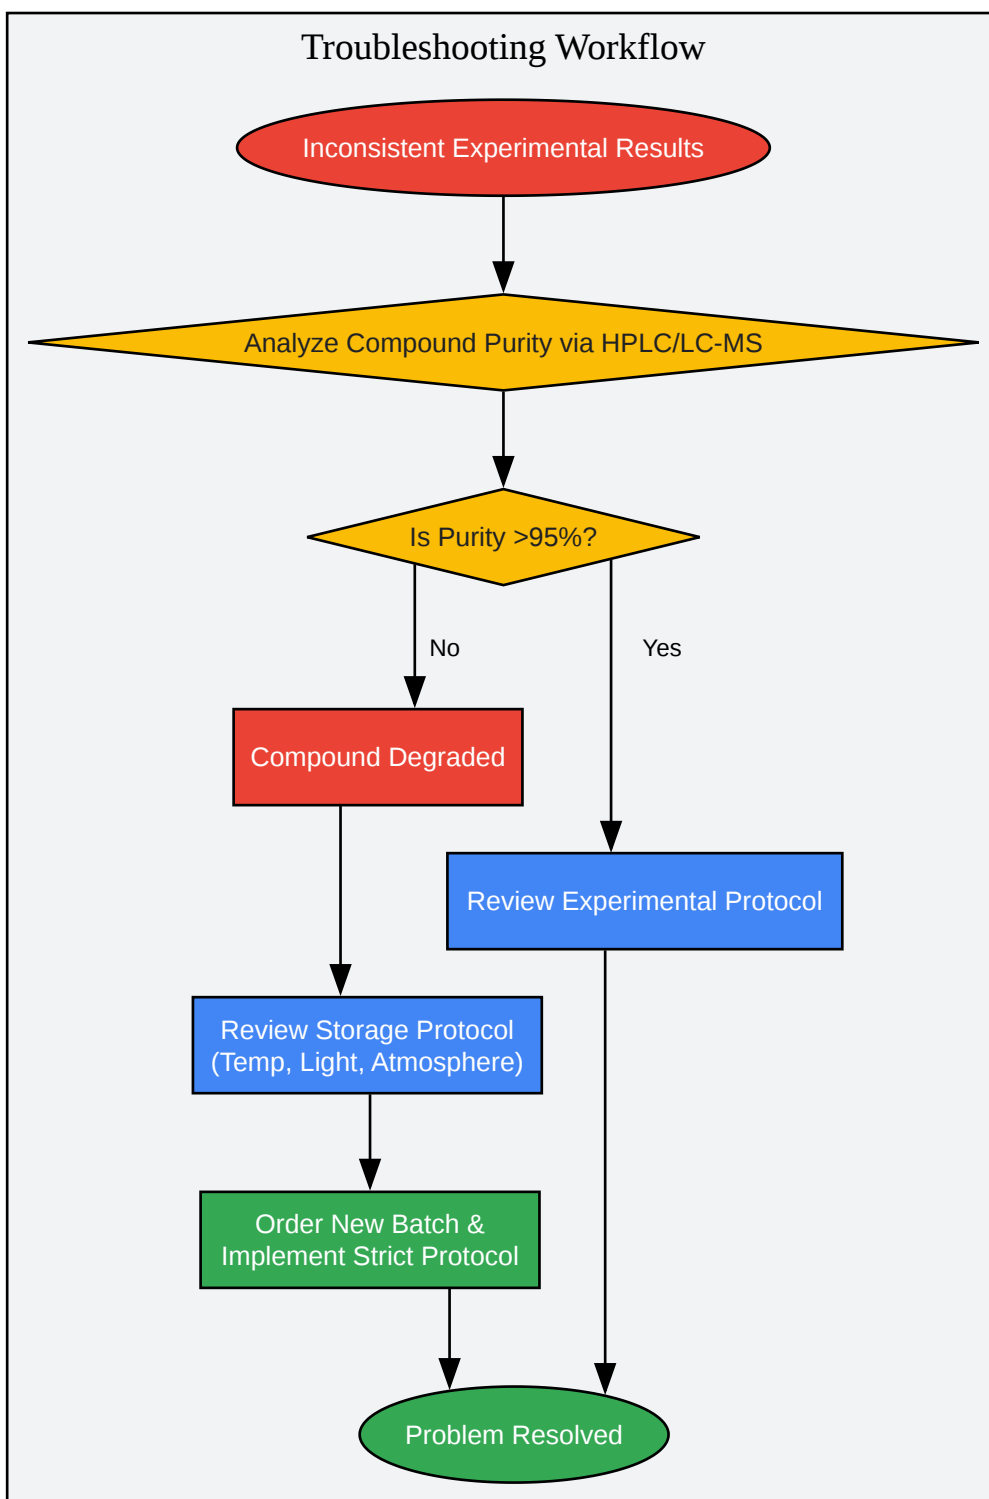 Troubleshooting Workflow
Inconsistent Experimental Results
Analyze Compound Purity via HPLC/LC-MS
Is Purity >95%?
No
Yes
Compound Degraded
Review Experimental Protocol
Review Storage Protocol
(Temp, Light, Atmosphere)
Order New Batch &
Implement Strict Protocol
Problem Resolved